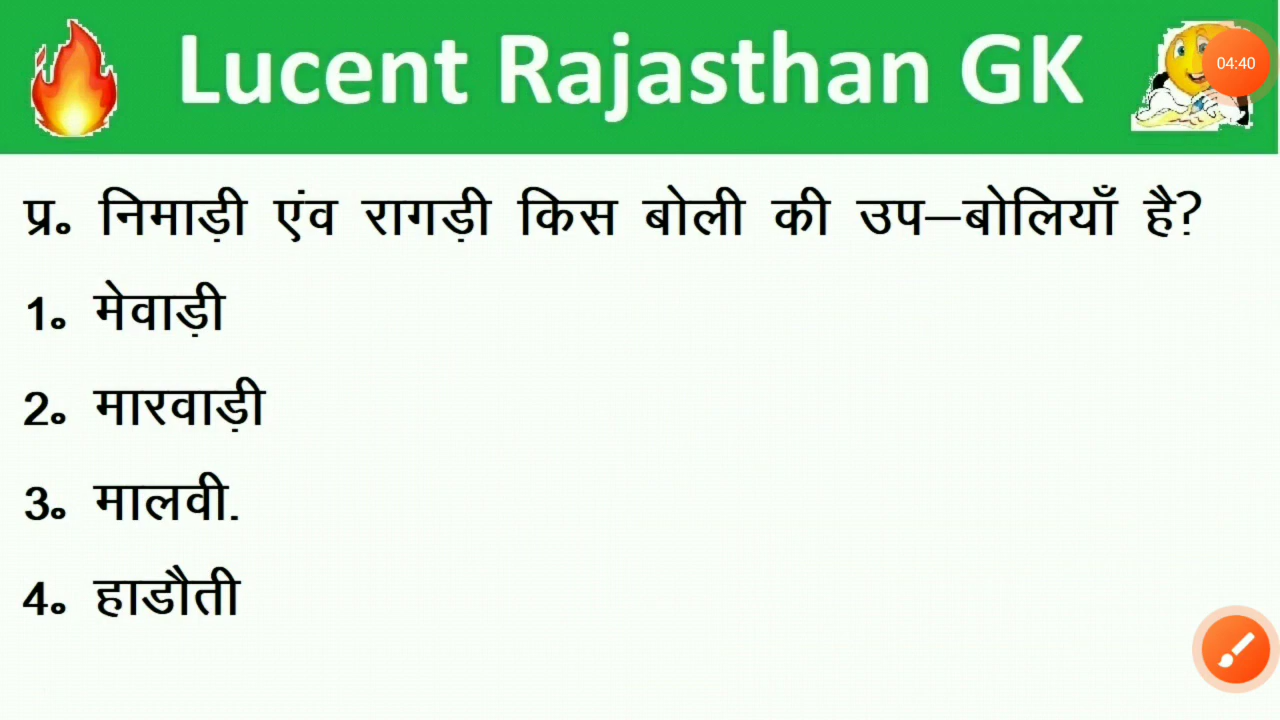 Lucent Rajasthan GK
04:40
प्र॰ निमाड़ी एंव रागड़ी किस बोली की उप–बोलियाँ है?
1॰ मेवाड़ी
2॰ मारवाड़ी
3॰ मालवी.
4॰ हाडौती